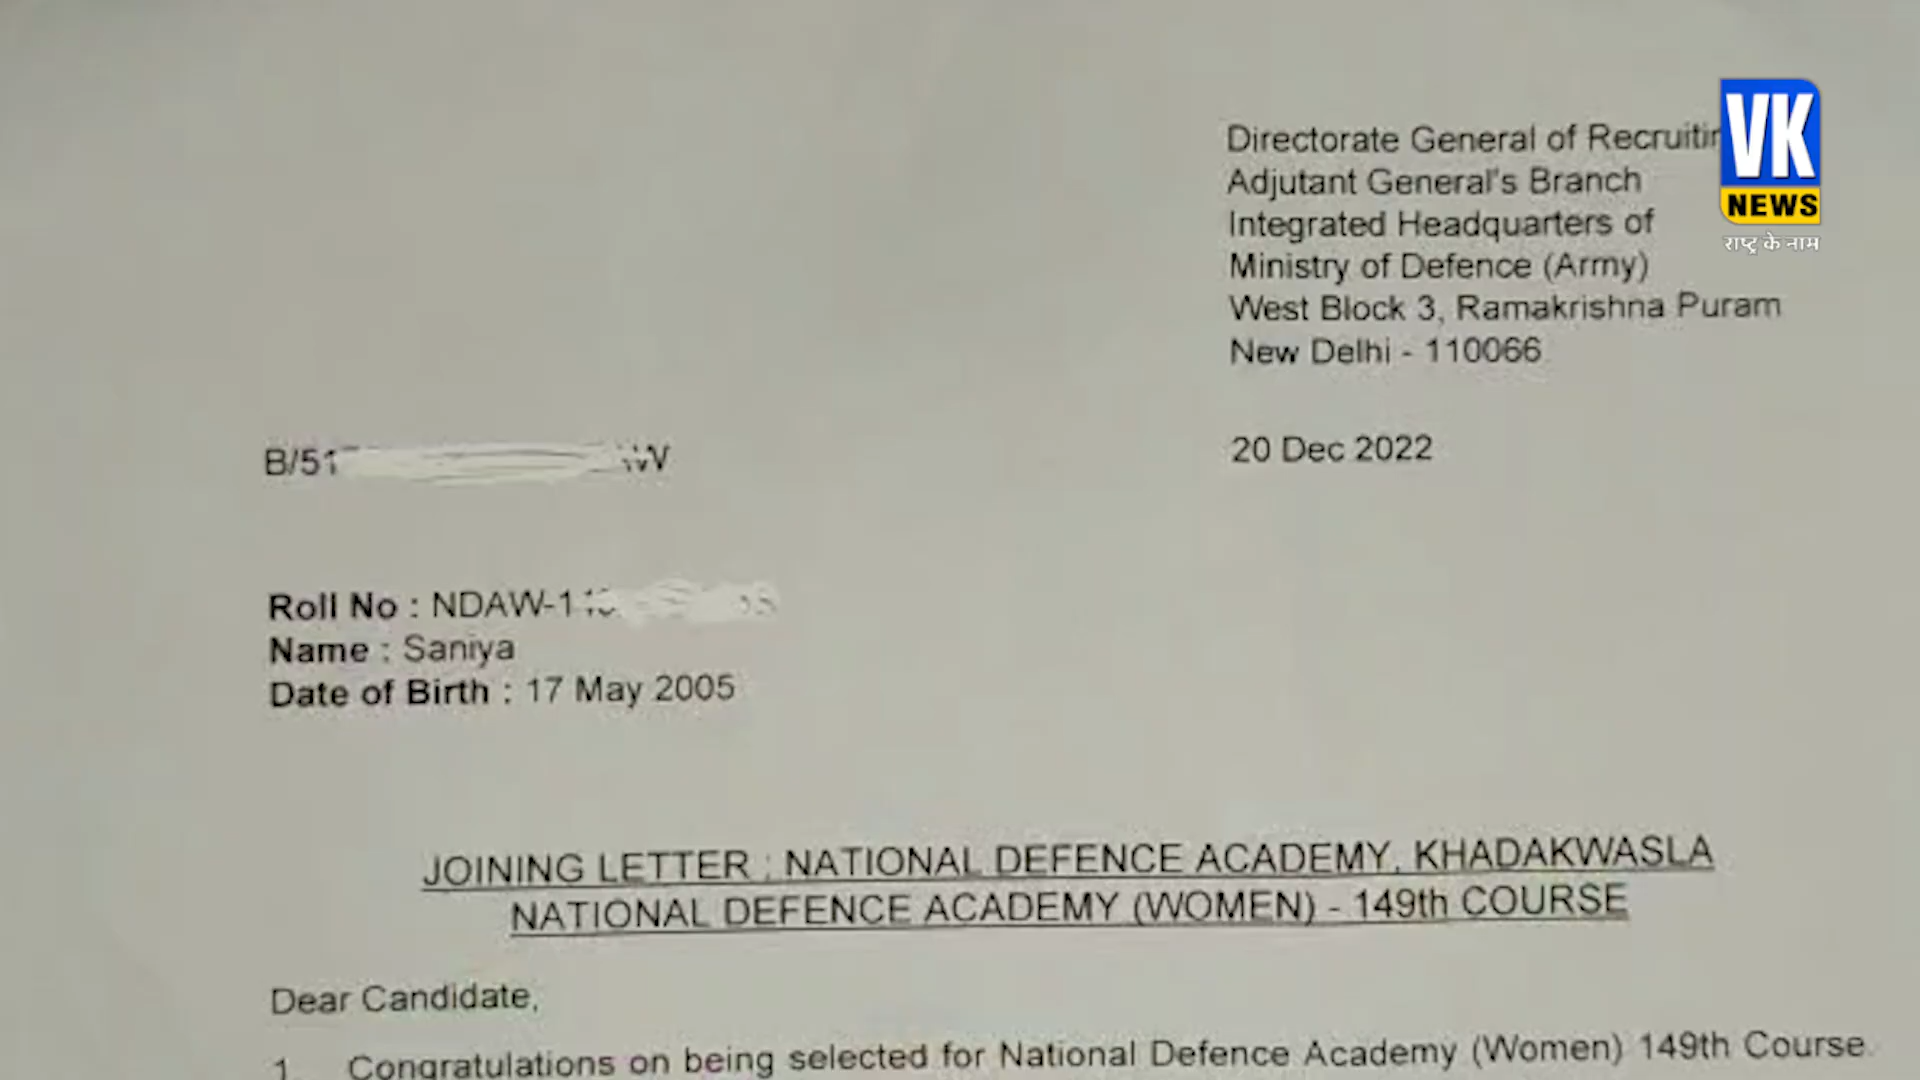 Directorate General of
Adjutant General's Branch
Integrated Headquarters of
Ministry of Defence (Army)
West Block 3, Ramakrishna Puram
New Delhi - 110066
VK
NEWS
राष्ट्र के नाम
20 Dec 2022
B/51
Roll No : NDAW-1
Name : Saniya
Date of Birth : 17 May 2005
JOINING LETTER : NATIONAL DEFENCE ACADEMY, KHADAKWASLA
NATIONAL DEFENCE ACADEMY (WOMEN) - 149th COURSE
Dear Candidate,
1. Congratulations on being selected for National Defence Academy (Women) 149th Course.